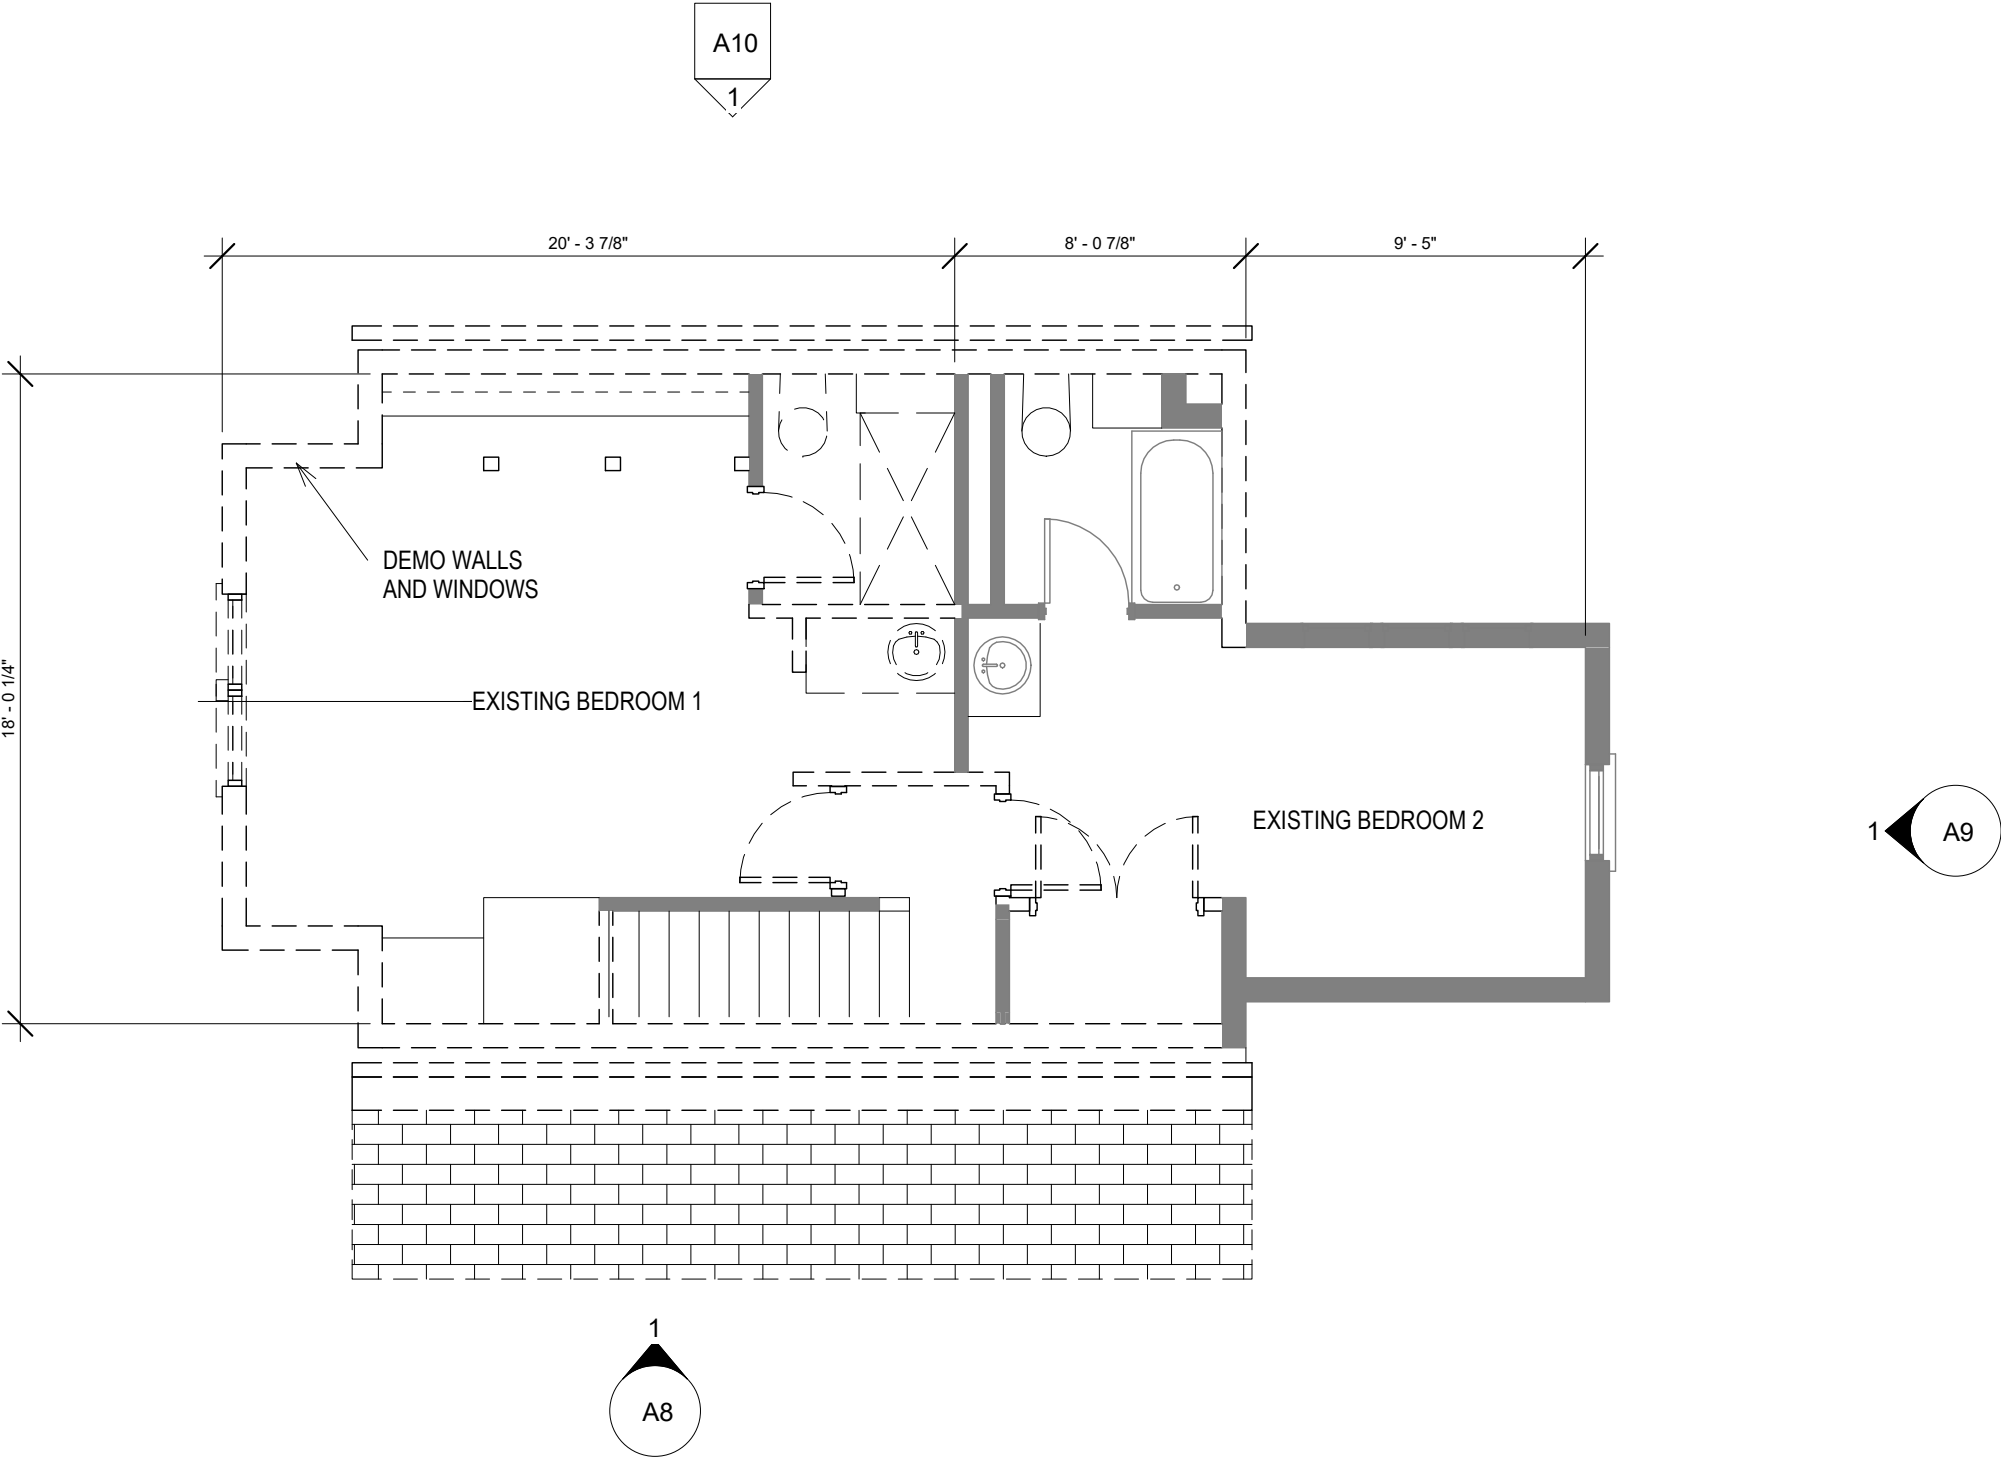 A10
1
20' - 3 7/8"
8' - 0 7/8"
9' - 5"
18' - 0 1/4"
DEMO WALLS
AND WINDOWS
EXISTING BEDROOM 1
EXISTING BEDROOM 2
1
A9
1
A8